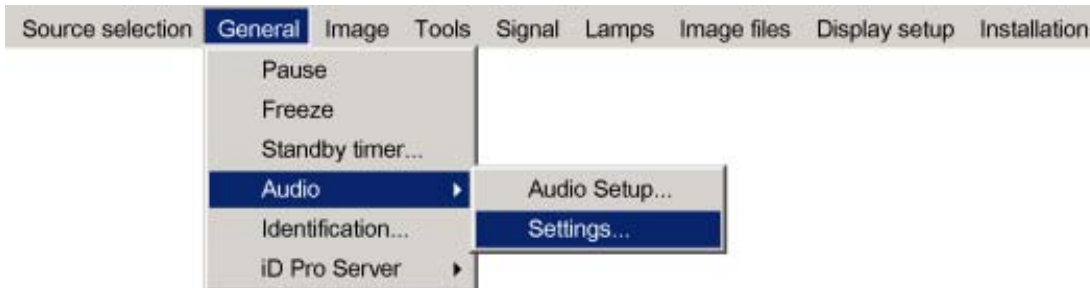 Source selection General Image Tools Signal Lamps Image files Display setup Installation
Pause
Freeze
Standby timer...
Audio
Audio Setup...
Identification...
Settings...
iD Pro Server